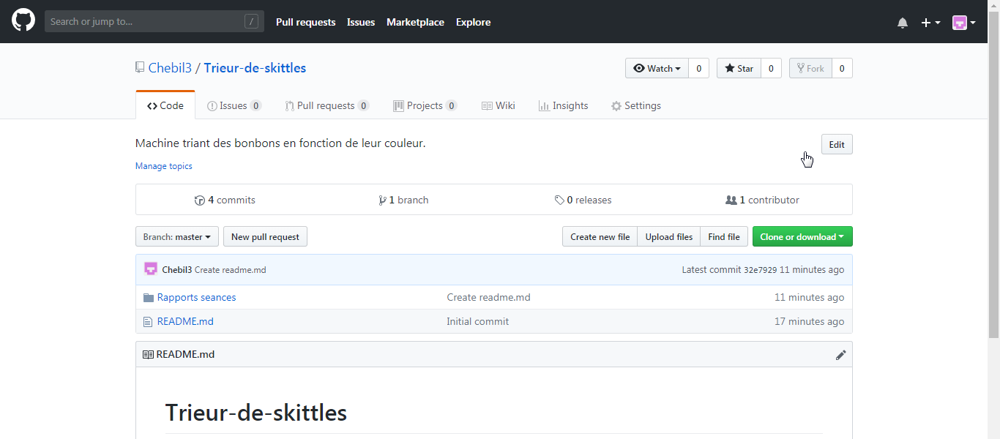 Search or jump to... / Pull requests Issues Marketplace Explore
Chebil3 / Trieur-de-skittles Watch 0 Star 0 Fork 0
Code Issues 0 Pull requests 0 Projects 0 Wiki Insights Settings
Machine triant des bonbons en fonction de leur couleur. Edit
Manage topics
4 commits 1 branch 0 releases 1 contributor
Branch: master New pull request Create new file Upload files Find file Clone or download
Chebil3 Create readme.md Latest commit 32e7929 11 minutes ago
Rapports seances Create readme.md 11 minutes ago
README.md Initial commit 17 minutes ago
README.md
Trieur-de-skittles